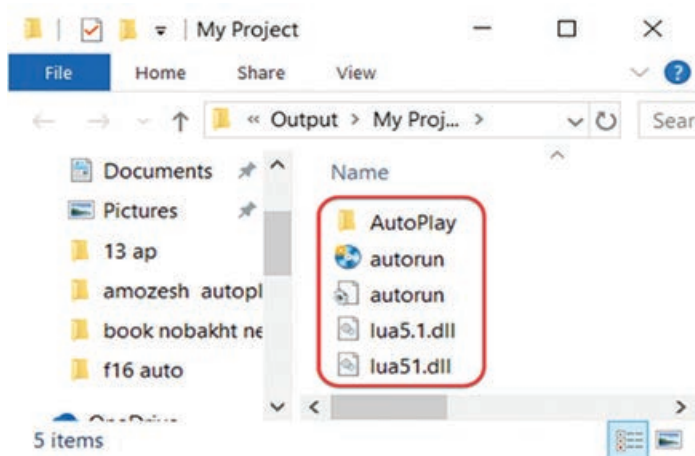 My Project
File Home Share View
« Output > My Proj... >
Sear
Documents
Pictures
13 ap
amozesh autopl
book nobakht ne
f16 auto
OneDrive
Name
AutoPlay
autorun
autorun
lua5.1.dll
lua51.dll
5 items